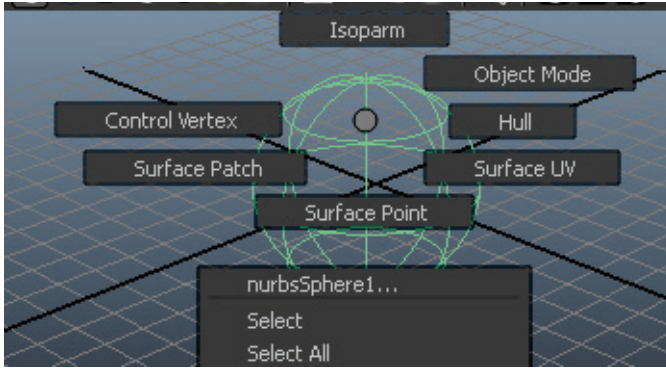 Isoparm
Object Mode
Control Vertex
Hull
Surface Patch
Surface UV
Surface Point
nurbsSphere1...
Select
Select All